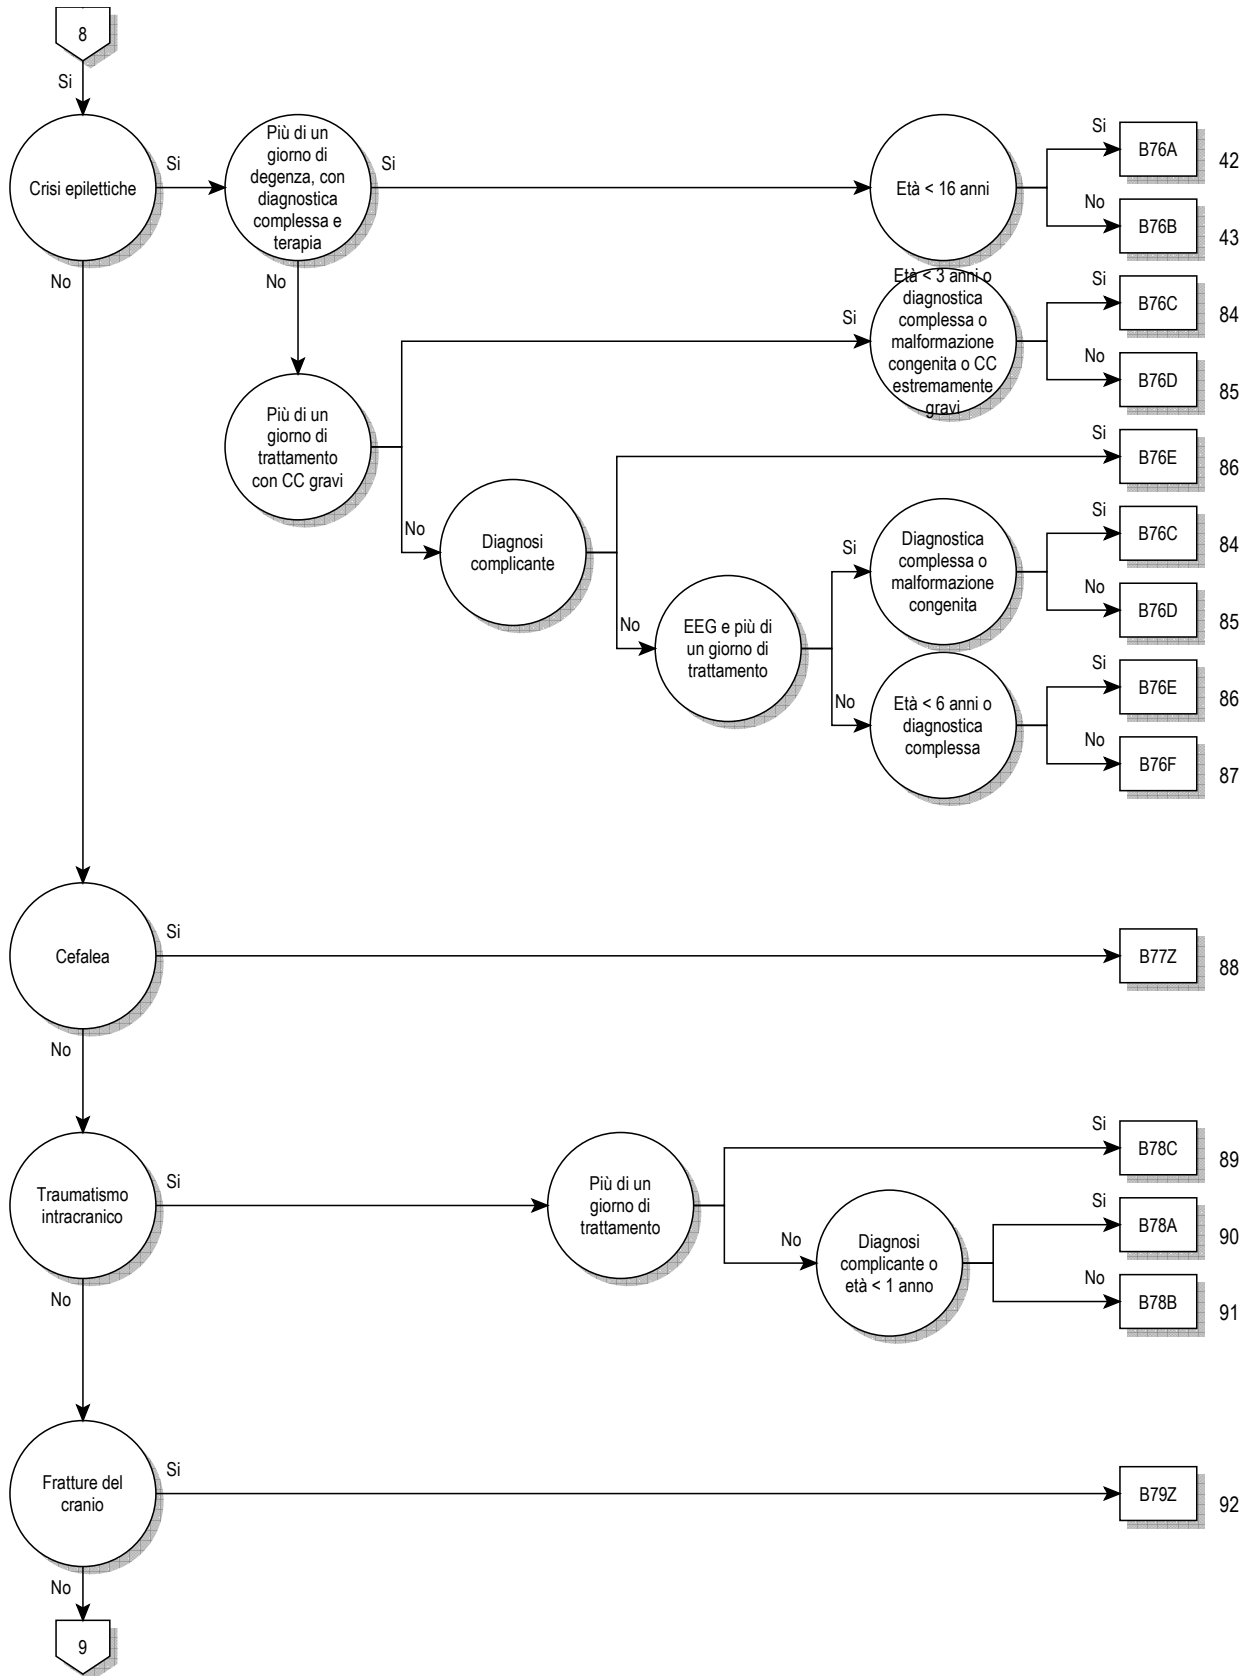 8
Si
Crisi epilettiche
Si
No
Più di un
giorno di
degenza, con
diagnostica
complessa e
terapia
Si
No
Età < 16 anni
Si
B76A
42
No
B76B
43
Più di un
giorno di
trattamento
con CC gravi
Si
No
Età < 3 anni o
diagnostica
complessa o
malformazione
congenita o CC
estremamente
gravi
Si
B76C
84
No
B76D
85
Diagnosi
complicante
Si
B76E
86
No
EEG e più di
un giorno di
trattamento
Si
Diagnostica
complessa o
malformazione
congenita
Si
B76C
84
No
B76D
85
No
Età < 6 anni o
diagnostica
complessa
Si
B76E
86
No
B76F
87
Cefalea
Si
B77Z
88
No
Traumatismo
intracranico
Si
Più di un
giorno di
trattamento
Si
B78C
89
No
Diagnosi
complicante o
età < 1 anno
Si
B78A
90
No
B78B
91
No
Fratture del
cranio
Si
B79Z
92
No
9